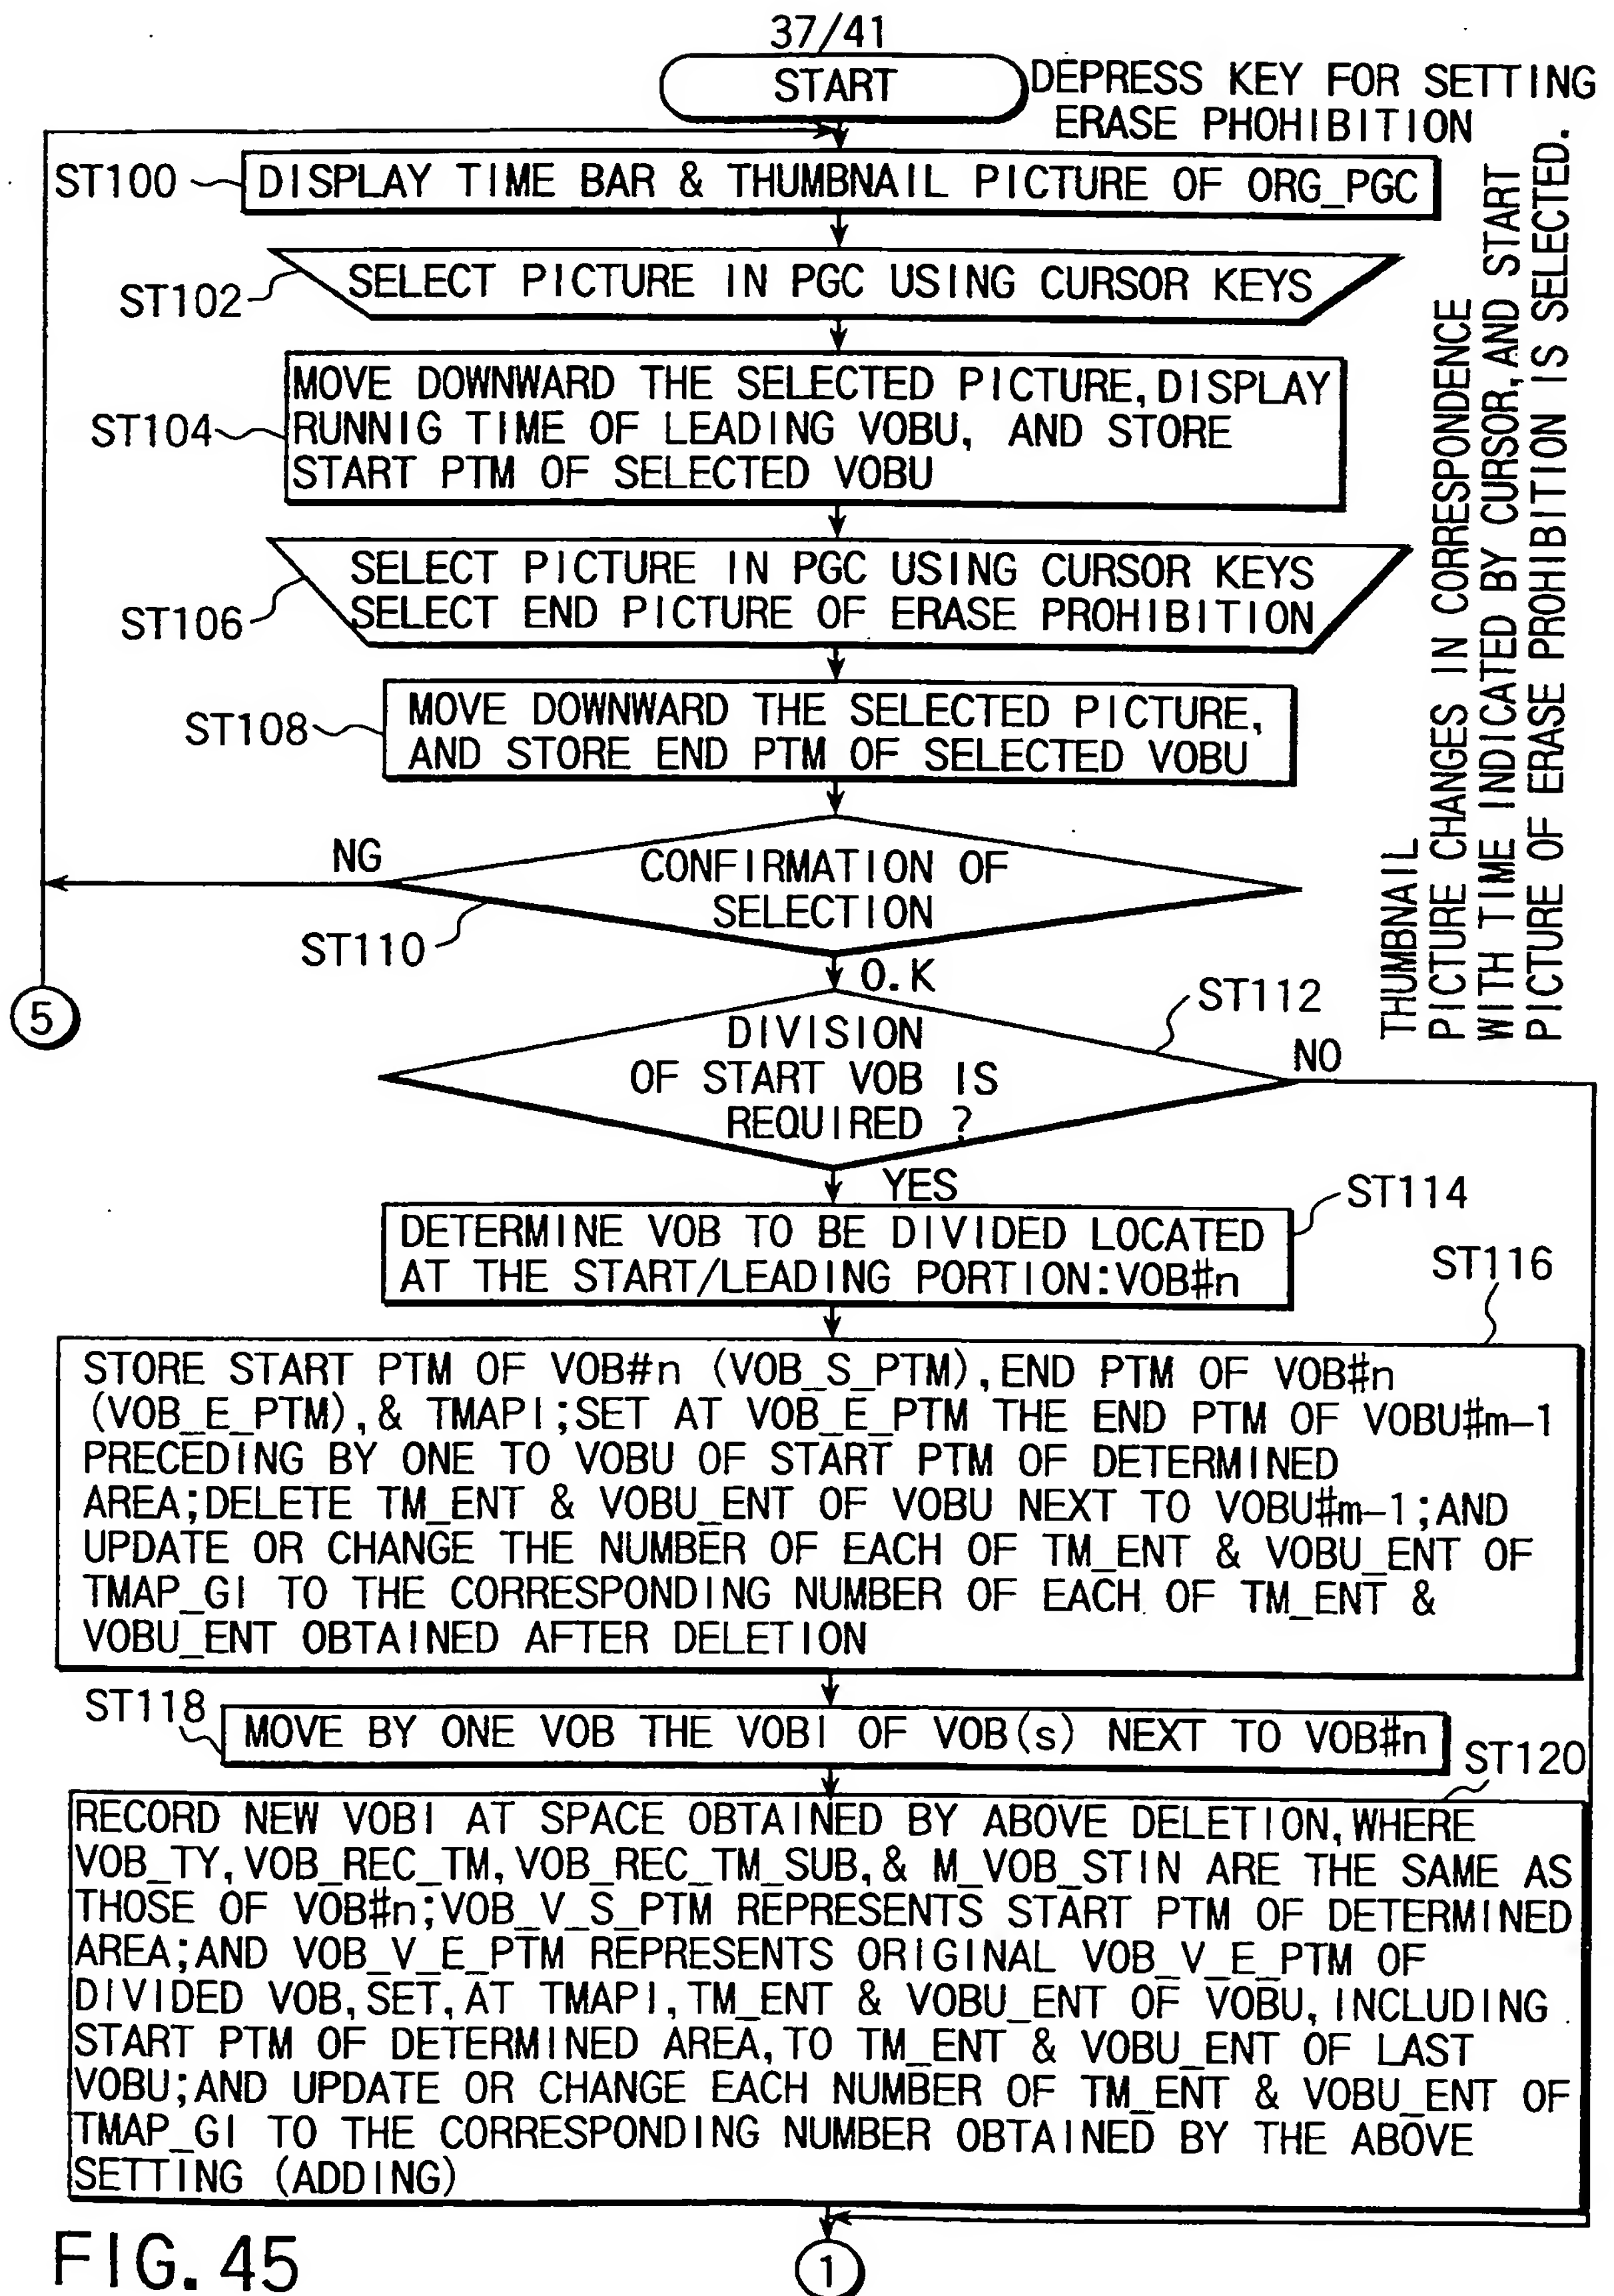 37/41
START
DEPRESS KEY FOR SETTING
ERASE PHOHIBITION
ST100
DISPLAY TIME BAR & THUMBNAIL PICTURE OF ORG_PGC
ST102
SELECT PICTURE IN PGC USING CURSOR KEYS
THUMBNAIL
PICTURE CHANGES IN CORRESPONDENCE
WITH TIME INDICATED BY CURSOR, AND START
PICTURE OF ERASE PROHIBITION IS SELECTED.
ST104
MOVE DOWNWARD THE SELECTED PICTURE, DISPLAY
RUNNIG TIME OF LEADING VOBU, AND STORE
START PTM OF SELECTED VOBU
ST106
SELECT PICTURE IN PGC USING CURSOR KEYS
SELECT END PICTURE OF ERASE PROHIBITION
ST108
MOVE DOWNWARD THE SELECTED PICTURE,
AND STORE END PTM OF SELECTED VOBU
NG
CONFIRMATION OF
SELECTION
ST110
O.K
5
ST112
DIVISION
OF START VOB IS
REQUIRED ?
NO
YES
ST114
DETERMINE VOB TO BE DIVIDED LOCATED
AT THE START/LEADING PORTION:VOB#n
ST116
STORE START PTM OF VOB#n (VOB_S_PTM), END PTM OF VOB#n
(VOB_E_PTM), & TMAPI;SET AT VOB_E_PTM THE END PTM OF VOBU#m-1
PRECEDING BY ONE TO VOBU OF START PTM OF DETERMINED
AREA;DELETE TM_ENT & VOBU_ENT OF VOBU NEXT TO VOBU#m-1;AND
UPDATE OR CHANGE THE NUMBER OF EACH OF TM_ENT & VOBU_ENT OF
TMAP_GI TO THE CORRESPONDING NUMBER OF EACH OF TM_ENT &
VOBU_ENT OBTAINED AFTER DELETION
ST118
MOVE BY ONE VOB THE VOBI OF VOB(s) NEXT TO VOB#n
ST120
RECORD NEW VOBI AT SPACE OBTAINED BY ABOVE DELETION, WHERE
VOB_TY, VOB_REC_TM, VOB_REC_TM_SUB, & M_VOB_STIN ARE THE SAME AS
THOSE OF VOB#n;VOB_V_S_PTM REPRESENTS START PTM OF DETERMINED
AREA;AND VOB_V_E_PTM REPRESENTS ORIGINAL VOB_V_E_PTM OF
DIVIDED VOB, SET, AT TMAPI, TM_ENT & VOBU_ENT OF VOBU, INCLUDING
START PTM OF DETERMINED AREA, TO TM_ENT & VOBU_ENT OF LAST
VOBU;AND UPDATE OR CHANGE EACH NUMBER OF TM_ENT & VOBU_ENT OF
TMAP_GI TO THE CORRESPONDING NUMBER OBTAINED BY THE ABOVE
SETTING (ADDING)
FIG. 45
1